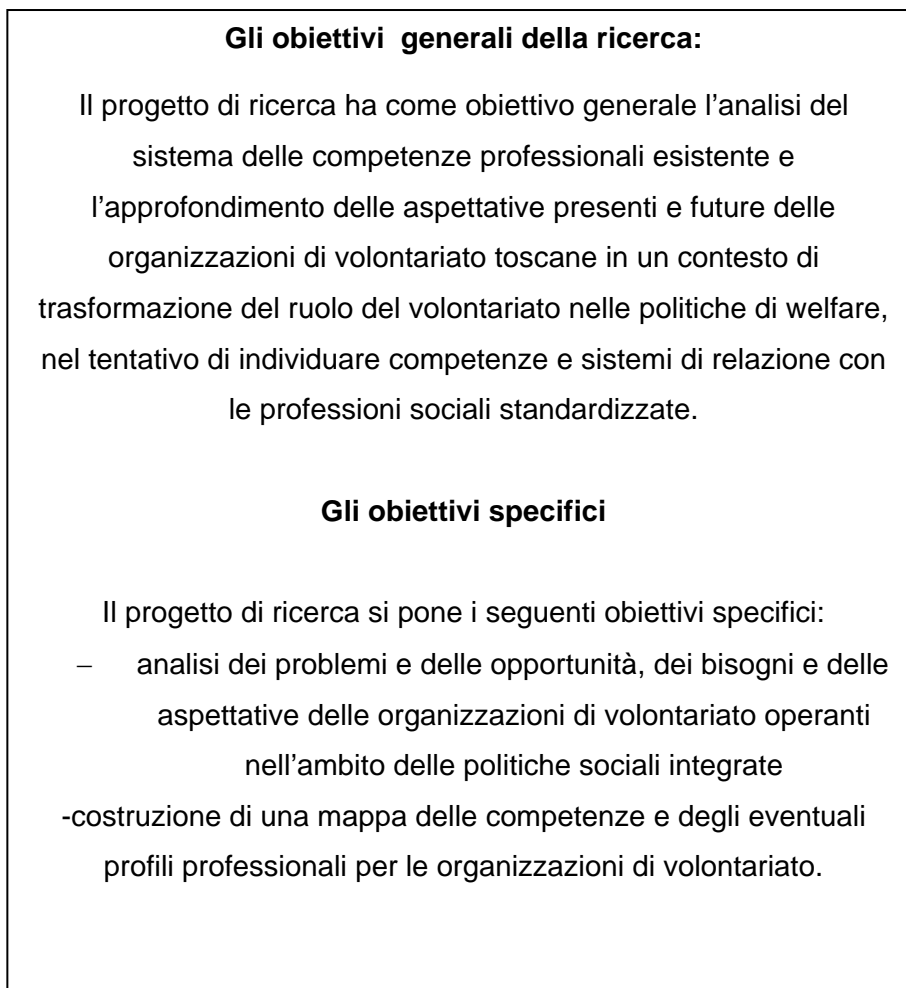 Gli obiettivi  generali della ricerca:
Il progetto di ricerca ha come obiettivo generale l’analisi del
sistema delle competenze professionali esistente e
l’approfondimento delle aspettative presenti e future delle
organizzazioni di volontariato toscane in un contesto di
trasformazione del ruolo del volontariato nelle politiche di welfare,
nel tentativo di individuare competenze e sistemi di relazione con
le professioni sociali standardizzate.
Gli obiettivi specifici
Il progetto di ricerca si pone i seguenti obiettivi specifici:
– analisi dei problemi e delle opportunità, dei bisogni e delle
aspettative delle organizzazioni di volontariato operanti
nell’ambito delle politiche sociali integrate
-costruzione di una mappa delle competenze e degli eventuali
profili professionali per le organizzazioni di volontariato.